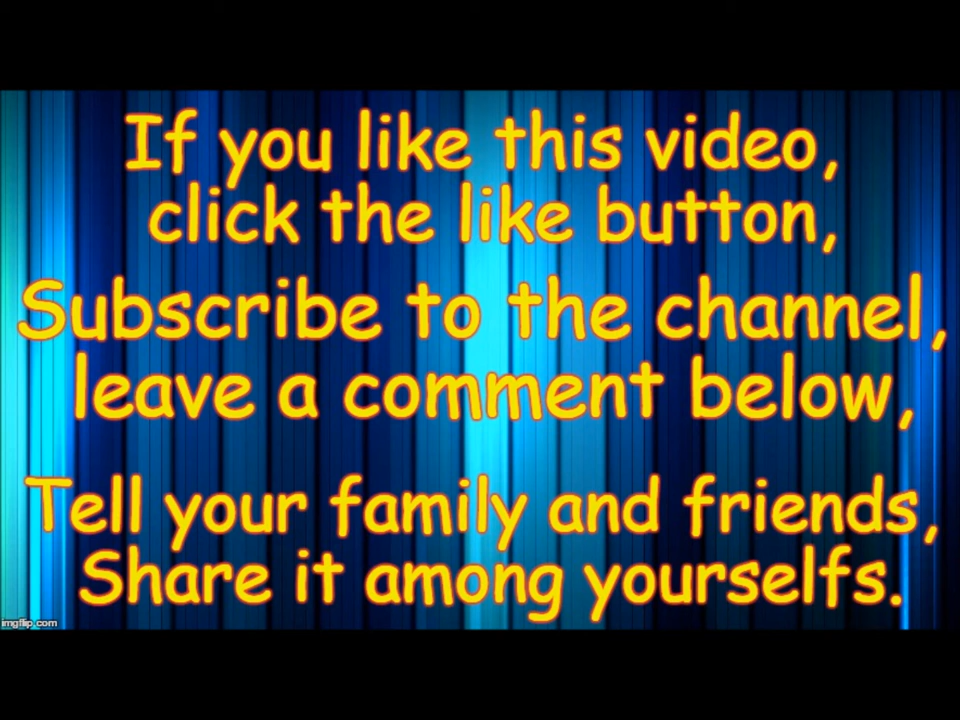 If you like this video,
click the like button,
Subscribe to the channel,
leave a comment below,
Tell your family and friends,
Share it among yourselfs.
imgflip.com